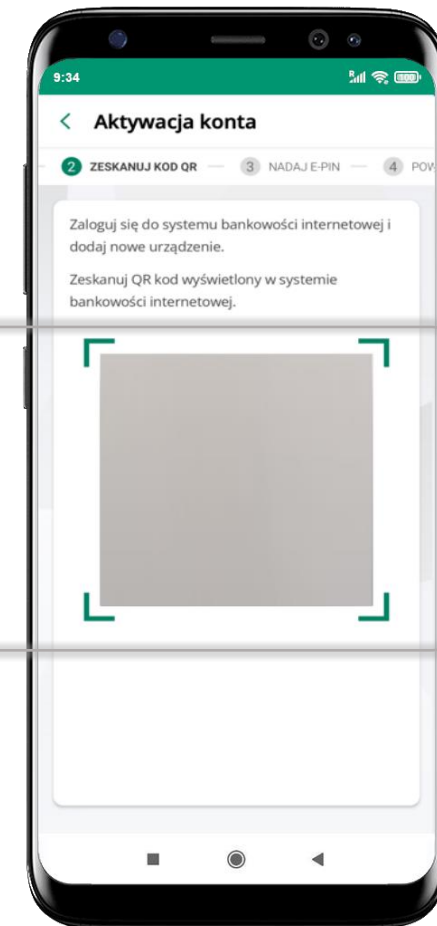 9:34
Aktywacja konta
2 ZESKANUJ KOD QR 3 NADAJ E-PIN 4 POW
Zaloguj się do systemu bankowości internetowej i
dodaj nowe urządzenie.
Zeskanuj QR kod wyświetlony w systemie
bankowości internetowej.